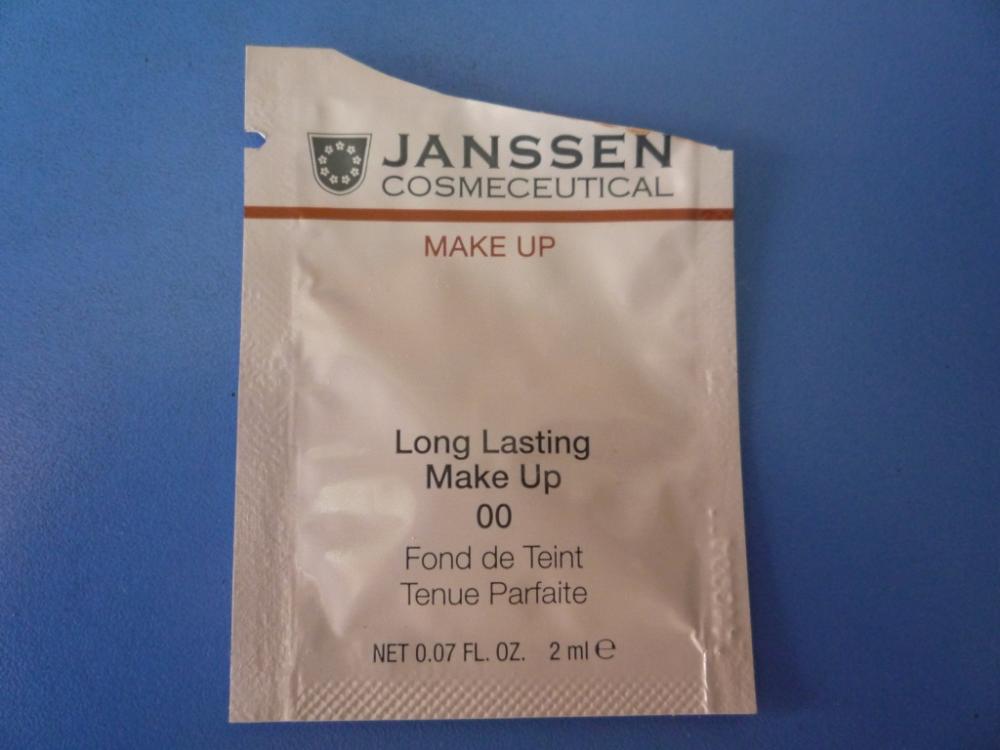 JANSSEN
COSMECEUTICAL
MAKE UP
Long Lasting
Make Up
00
Fond de Teint
Tenue Parfaite
NET 0.07 FL. OZ. 2 ml ℮